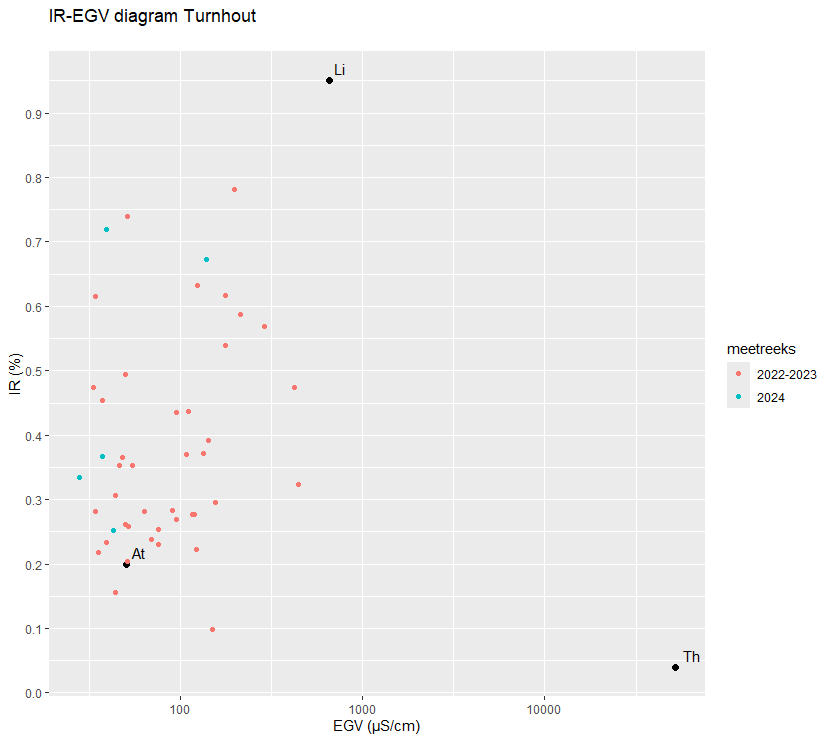 IR-EGV diagram Turnhout
Li
0.9
0.8
0.7
0.6
0.5
0.4
0.3
0.2
0.1
0.0
IR (%)
At
Th
100
1000
10000
EGV (µS/cm)
meetreeks
2022-2023
2024